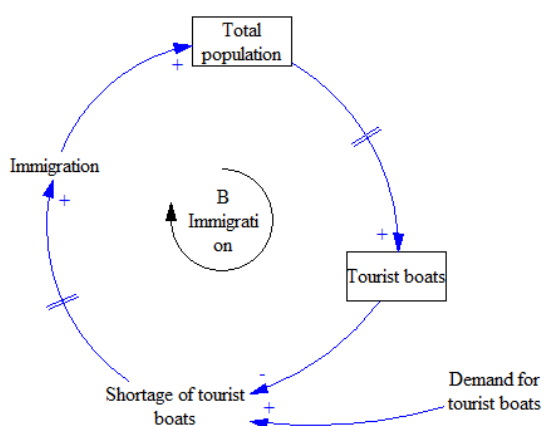 Total
population
+
Immigration
+
B
Immigrati
on
+
Tourist boats
-
Shortage of tourist
boats
+
Demand for
tourist boats